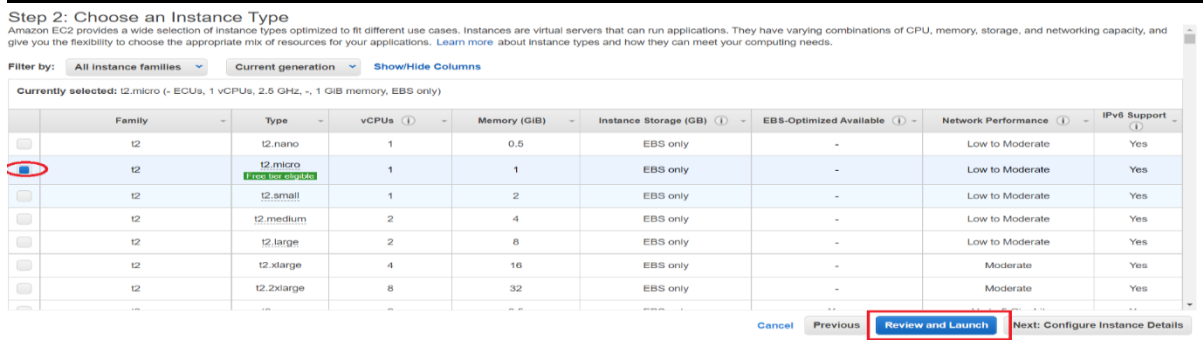 Step 2: Choose an Instance Type
Amazon EC2 provides a wide selection of instance types optimized to fit different use cases. Instances are virtual servers that can run applications. They have varying combinations of CPU, memory, storage, and networking capacity, and
give you the flexibility to choose the appropriate mix of resources for your applications. Learn more about instance types and how they can meet your computing needs.
Filter by: All instance families Current generation Show/Hide Columns
Currently selected: t2.micro (- ECUs, 1 vCPUs, 2.5 GHz, -, 1 GiB memory, EBS only)
Family Type vCPUs Memory (GiB) Instance Storage (GB) EBS-Optimized Available Network Performance IPv6 Support
t2 t2.nano 1 0.5 EBS only - Low to Moderate Yes
t2 t2.micro 1 1 EBS only - Low to Moderate Yes
Free tier eligible
t2 t2.small 1 2 EBS only - Low to Moderate Yes
t2 t2.medium 2 4 EBS only - Low to Moderate Yes
t2 t2.large 2 8 EBS only - Low to Moderate Yes
t2 t2.xlarge 4 16 EBS only - Moderate Yes
t2 t2.2xlarge 8 32 EBS only - Moderate Yes
Cancel Previous Review and Launch Next: Configure Instance Details